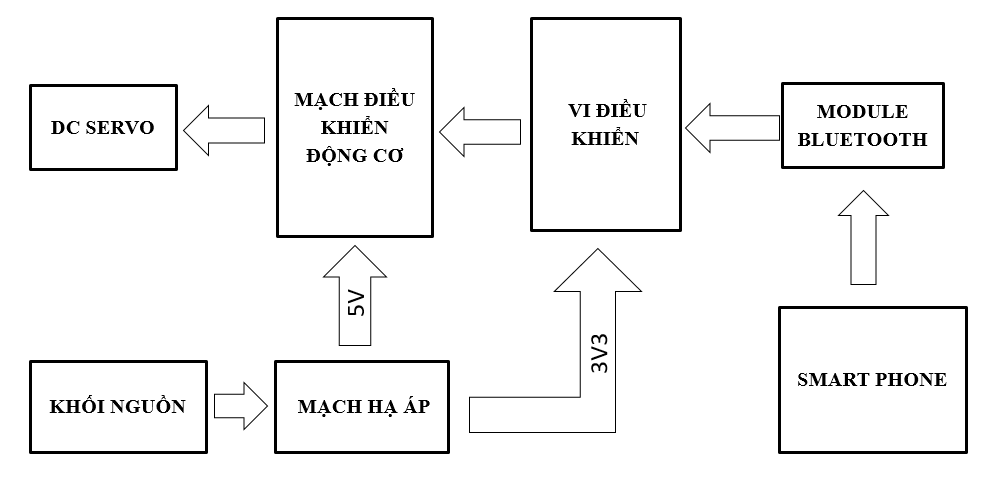 DC SERVO
MẠCH ĐIỀU
KHIỂN
ĐỘNG CƠ
VI ĐIỀU
KHIỂN
MODULE
BLUETOOTH
5V
3V3
KHỐI NGUỒN
MẠCH HẠ ÁP
SMART PHONE